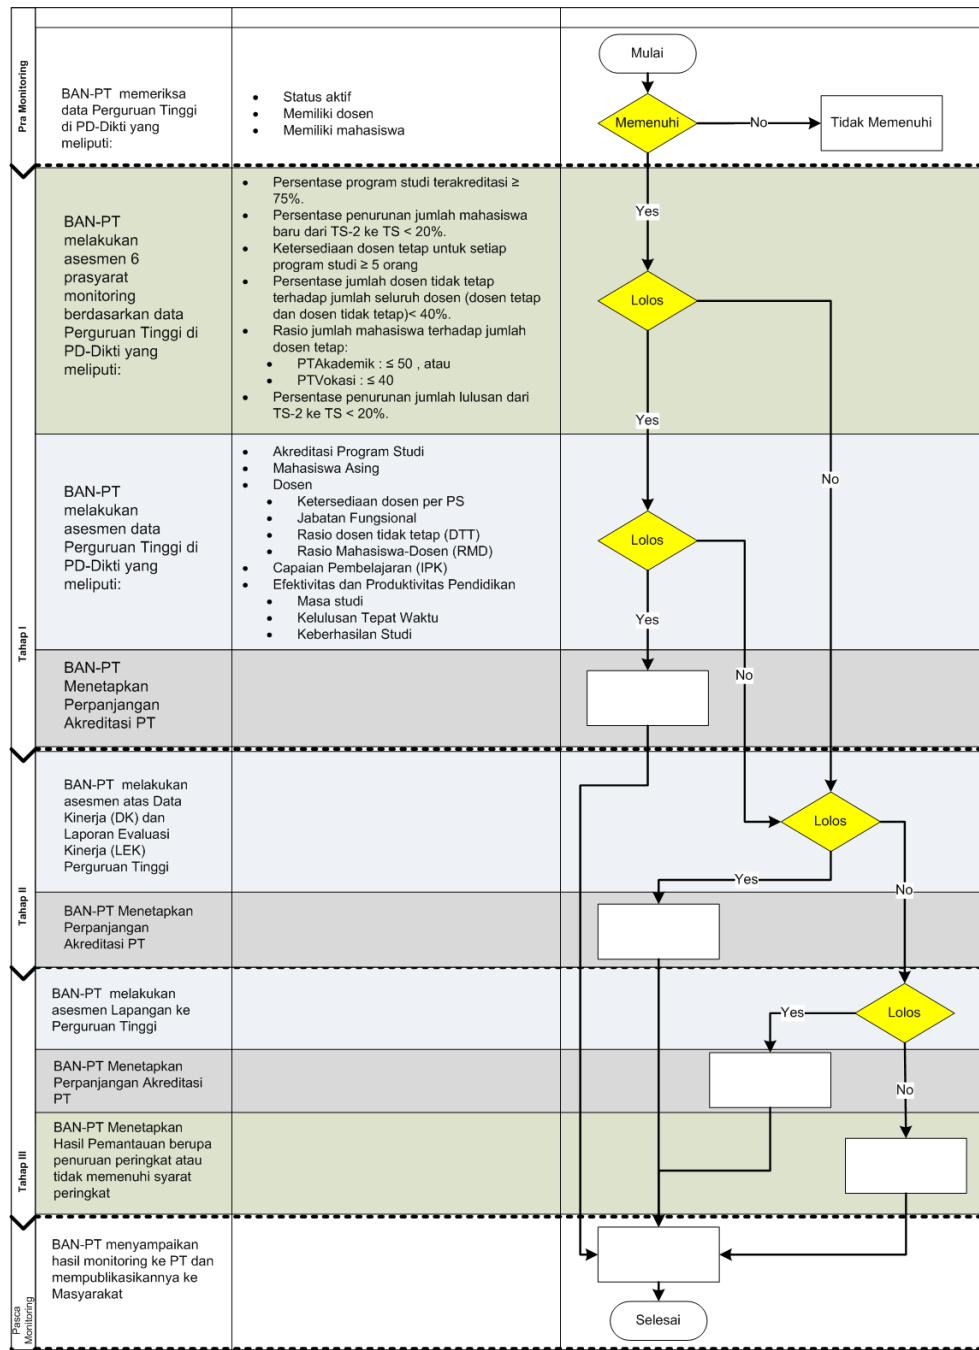 Pra Monitoring
BAN-PT memeriksa
data Perguruan Tinggi
di PD-Dikti yang
meliputi:
• Status aktif
• Memiliki dosen
• Memiliki mahasiswa
Mulai
Memenuhi
No
Tidak Memenuhi
Yes
Tahap I
BAN-PT
melakukan
asesmen 6
prasyarat
monitoring
berdasarkan data
Perguruan Tinggi di
PD-Dikti yang
meliputi:
• Persentase program studi terakreditasi ≥
75%.
• Persentase penurunan jumlah mahasiswa
baru dari TS-2 ke TS < 20%.
• Ketersediaan dosen tetap untuk setiap
program studi ≥ 5 orang
• Persentase jumlah dosen tidak tetap
terhadap jumlah seluruh dosen (dosen tetap
dan dosen tidak tetap)< 40%.
• Rasio jumlah mahasiswa terhadap jumlah
dosen tetap:
• PTAkademik : ≤ 50 , atau
• PTVokasi : ≤ 40
• Persentase penurunan jumlah lulusan dari
TS-2 ke TS < 20%.
Lolos
Yes
No
BAN-PT
melakukan
asesmen data
Perguruan Tinggi di
PD-Dikti yang
meliputi:
• Akreditasi Program Studi
• Mahasiswa Asing
• Dosen
• Ketersediaan dosen per PS
• Jabatan Fungsional
• Rasio dosen tidak tetap (DTT)
• Rasio Mahasiswa-Dosen (RMD)
• Capaian Pembelajaran (IPK)
• Efektivitas dan Produktivitas Pendidikan
• Masa studi
• Kelulusan Tepat Waktu
• Keberhasilan Studi
Lolos
Yes
No
BAN-PT
Menetapkan
Perpanjangan
Akreditasi PT
Tahap II
BAN-PT melakukan
asesmen atas Data
Kinerja (DK) dan
Laporan Evaluasi
Kinerja (LEK)
Perguruan Tinggi
Lolos
Yes
No
BAN-PT Menetapkan
Perpanjangan
Akreditasi PT
Tahap III
BAN-PT melakukan
asesmen Lapangan ke
Perguruan Tinggi
Lolos
Yes
No
BAN-PT Menetapkan
Perpanjangan Akreditasi
PT
BAN-PT Menetapkan
Hasil Pemantauan berupa
penuruan peringkat atau
tidak memenuhi syarat
peringkat
Pasca
Monitoring
BAN-PT menyampaikan
hasil monitoring ke PT dan
mempublikasikannya ke
Masyarakat
Selesai